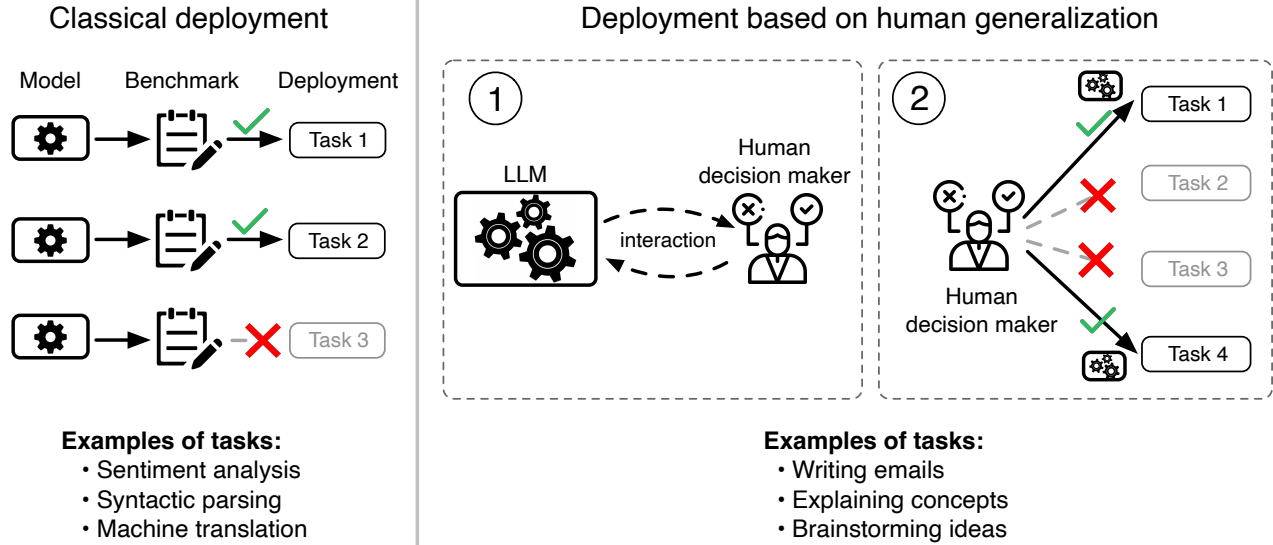 Classical deployment
Model
Benchmark
Deployment
Task 1
Task 2
Task 3
Examples of tasks:
• Sentiment analysis
• Syntactic parsing
• Machine translation
Deployment based on human generalization
1
LLM
interaction
Human
decision maker
2
Human
decision maker
Task 1
Task 2
Task 3
Task 4
Examples of tasks:
• Writing emails
• Explaining concepts
• Brainstorming ideas